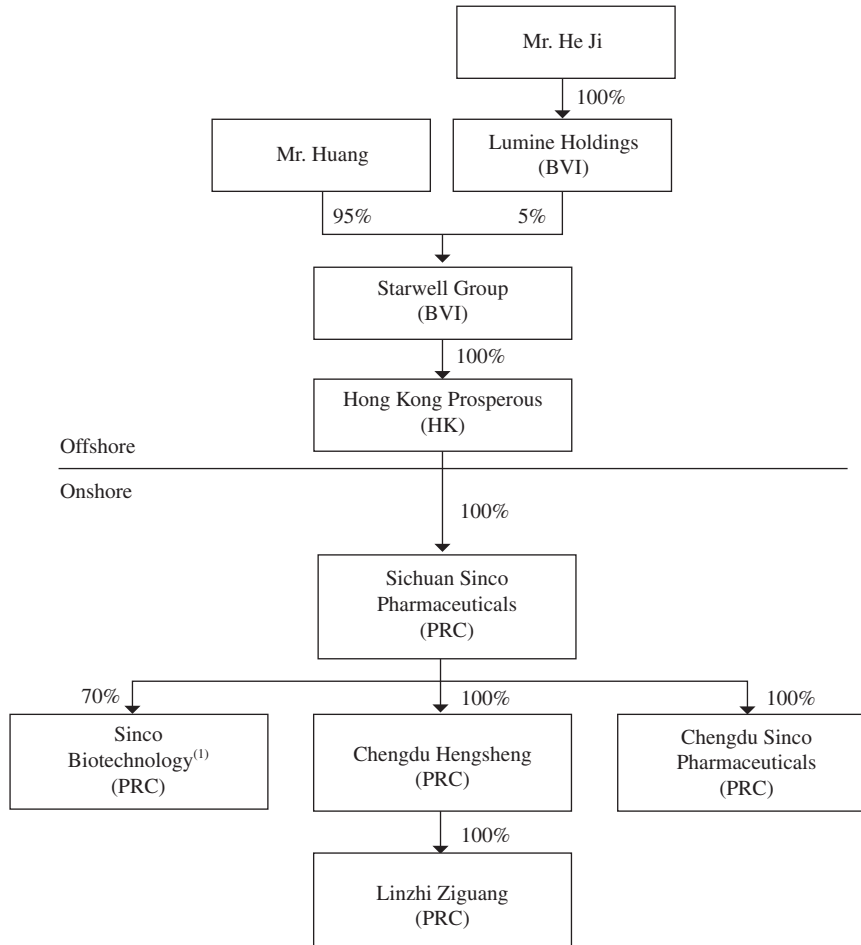 Mr. He Ji
100%
Mr. Huang
Lumine Holdings
(BVI)
95%
5%
Starwell Group
(BVI)
100%
Hong Kong Prosperous
(HK)
Offshore
Onshore
100%
Sichuan Sinco
Pharmaceuticals
(PRC)
70%
100%
100%
Sinco
Biotechnology(1)
(PRC)
Chengdu Hengsheng
(PRC)
Chengdu Sinco
Pharmaceuticals
(PRC)
100%
Linzhi Ziguang
(PRC)